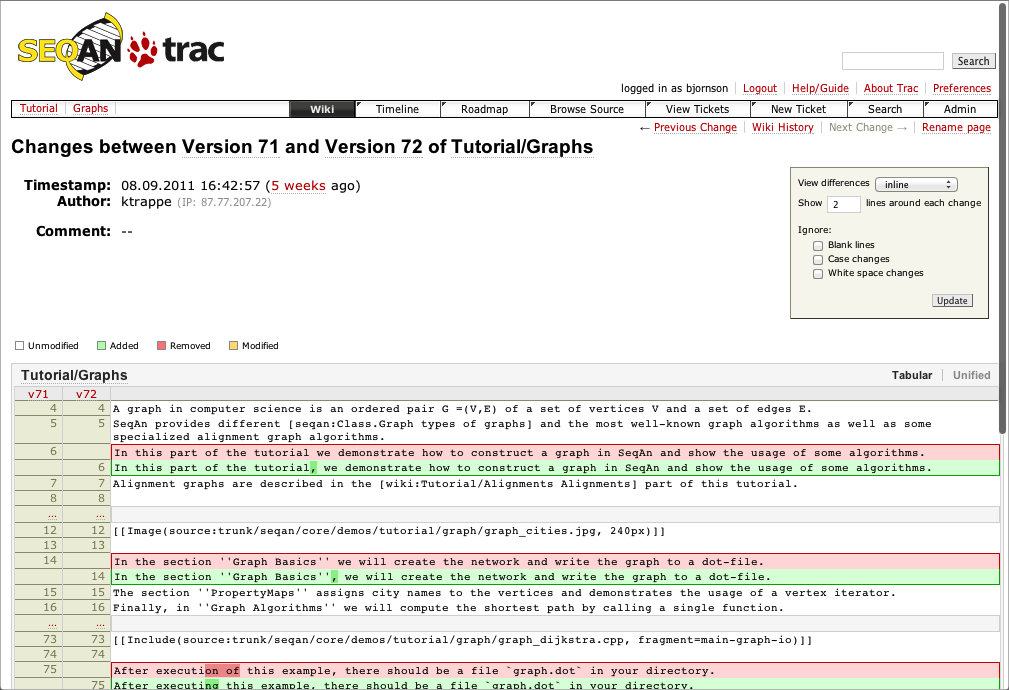 SEQAN trac
Search
logged in as bjornson Logout Help/Guide About Trac Preferences
Tutorial Graphs Wiki Timeline Roadmap Browse Source View Tickets New Ticket Search Admin
← Previous Change Wiki History Next Change → Rename page
Changes between Version 71 and Version 72 of Tutorial/Graphs
Timestamp: 08.09.2011 16:42:57 (5 weeks ago)
Author: ktrappe (IP: 87.77.207.22)
Comment: --
View differences inline
Show 2 lines around each change
Ignore:
Blank lines
Case changes
White space changes
Update
Unmodified Added Removed Modified
Tutorial/Graphs Tabular Unified
v71 v72
4 4 A graph in computer science is an ordered pair G =(V,E) of a set of vertices V and a set of edges E.
5 5 SeqAn provides different [seqan:Class.Graph types of graphs] and the most well-known graph algorithms as well as some
specialized alignment graph algorithms.
6 In this part of the tutorial we demonstrate how to construct a graph in SeqAn and show the usage of some algorithms.
6 In this part of the tutorial, we demonstrate how to construct a graph in SeqAn and show the usage of some algorithms.
7 7 Alignment graphs are described in the [wiki:Tutorial/Alignments Alignments] part of this tutorial.
8 8
… …
12 12 [[Image(source:trunk/seqan/core/demos/tutorial/graph/graph_cities.jpg, 240px)]]
13 13
14 In the section ''Graph Basics'' we will create the network and write the graph to a dot-file.
14 In the section ''Graph Basics'', we will create the network and write the graph to a dot-file.
15 15 The section ''PropertyMaps'' assigns city names to the vertices and demonstrates the usage of a vertex iterator.
16 16 Finally, in ''Graph Algorithms'' we will compute the shortest path by calling a single function.
… …
73 73 [[Include(source:trunk/seqan/core/demos/tutorial/graph/graph_dijkstra.cpp, fragment=main-graph-io)]]
74 74
75 After execution of this example, there should be a file `graph.dot` in your directory.
75 After executing this example, there should be a file `graph.dot` in your directory.